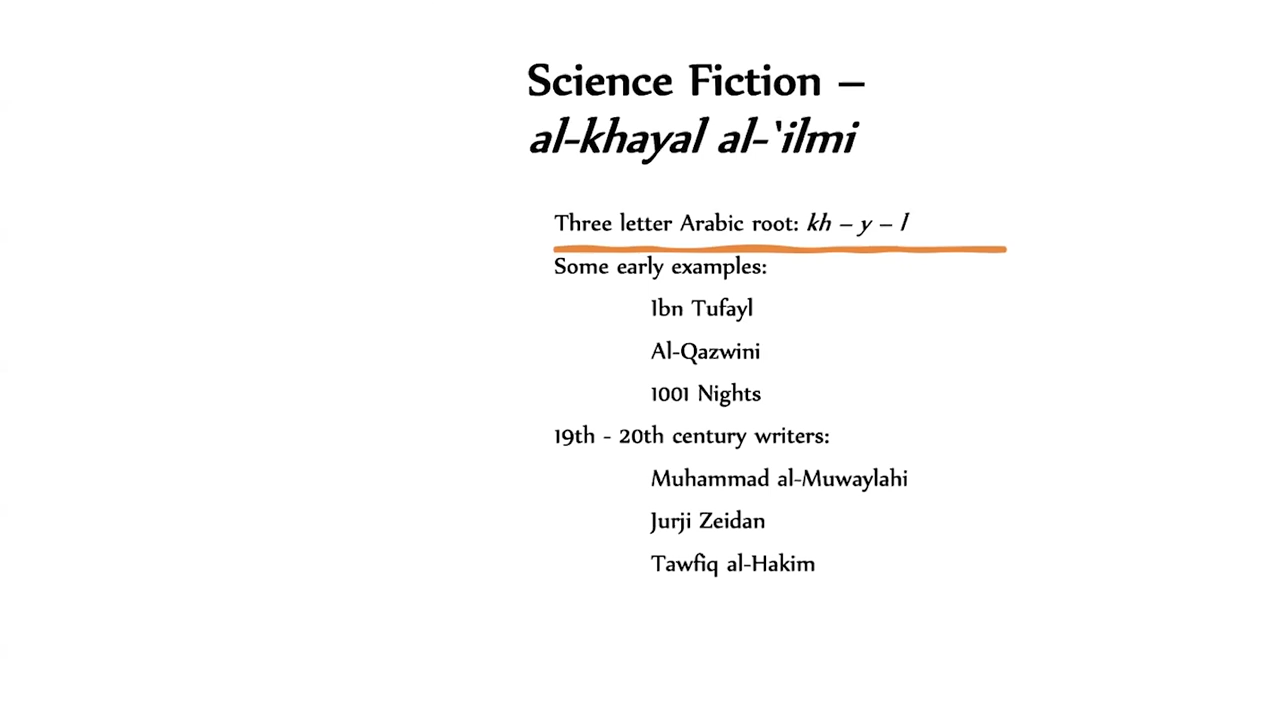 Science Fiction –
al-khayal al-'ilmi
Three letter Arabic root: kh – y – l
Some early examples:
Ibn Tufayl
Al-Qazwini
1001 Nights
19th - 20th century writers:
Muhammad al-Muwaylahi
Jurji Zeidan
Tawfiq al-Hakim